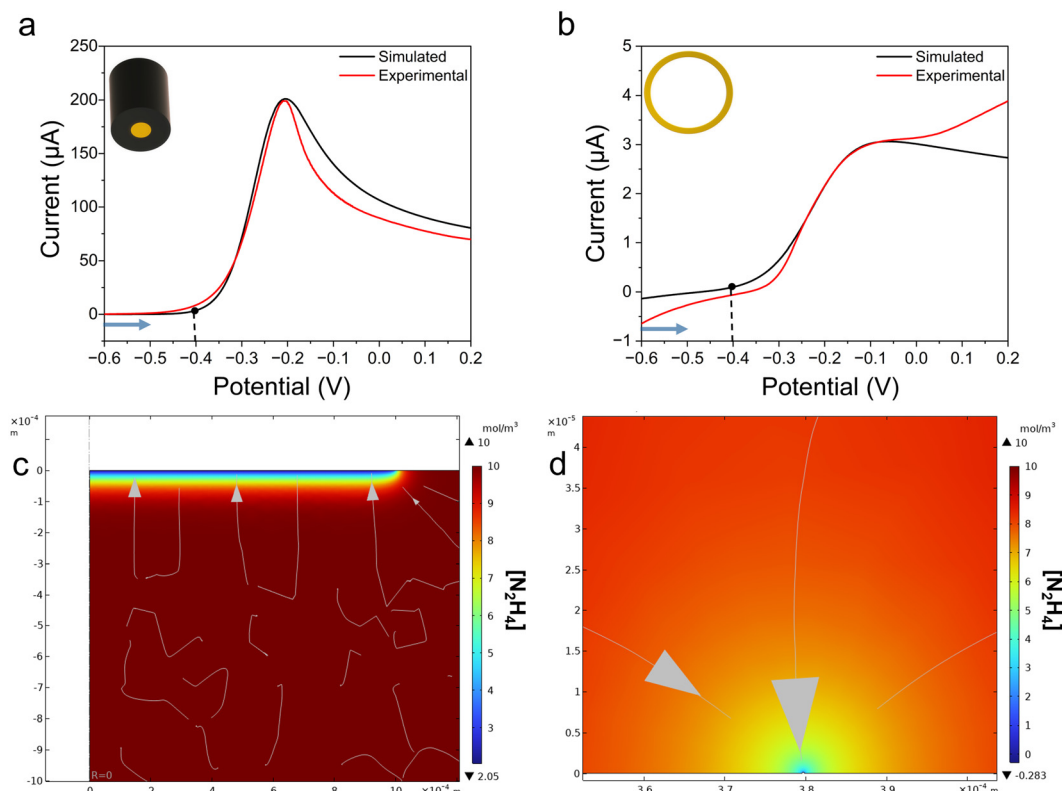 a
250
200
150
100
50
0
Current (µA)
Simulated
Experimental
−0.6 −0.5 −0.4 −0.3 −0.2 −0.1 0.0 0.1 0.2
Potential (V)
b
5
4
3
2
1
0
−1
Current (µA)
Simulated
Experimental
−0.6 −0.5 −0.4 −0.3 −0.2 −0.1 0.0 0.1 0.2
Potential (V)
c
×10⁻⁴
m
0
-1
-2
-3
-4
-5
-6
-7
-8
-9
-10
R=0
0 2 4 6 8 10 ×10⁻⁴ m
mol/m³
▲ 10
10
9
8
7
6
5
4
3
▼ 2.05
[N₂H₄]
d
×10⁻⁵
m
4
3.5
3
2.5
2
1.5
1
0.5
0
3.6 3.7 3.8 3.9 ×10⁻⁴ m
mol/m³
▲ 10
10
9
8
7
6
5
4
3
2
1
0
▼ -0.283
[N₂H₄]